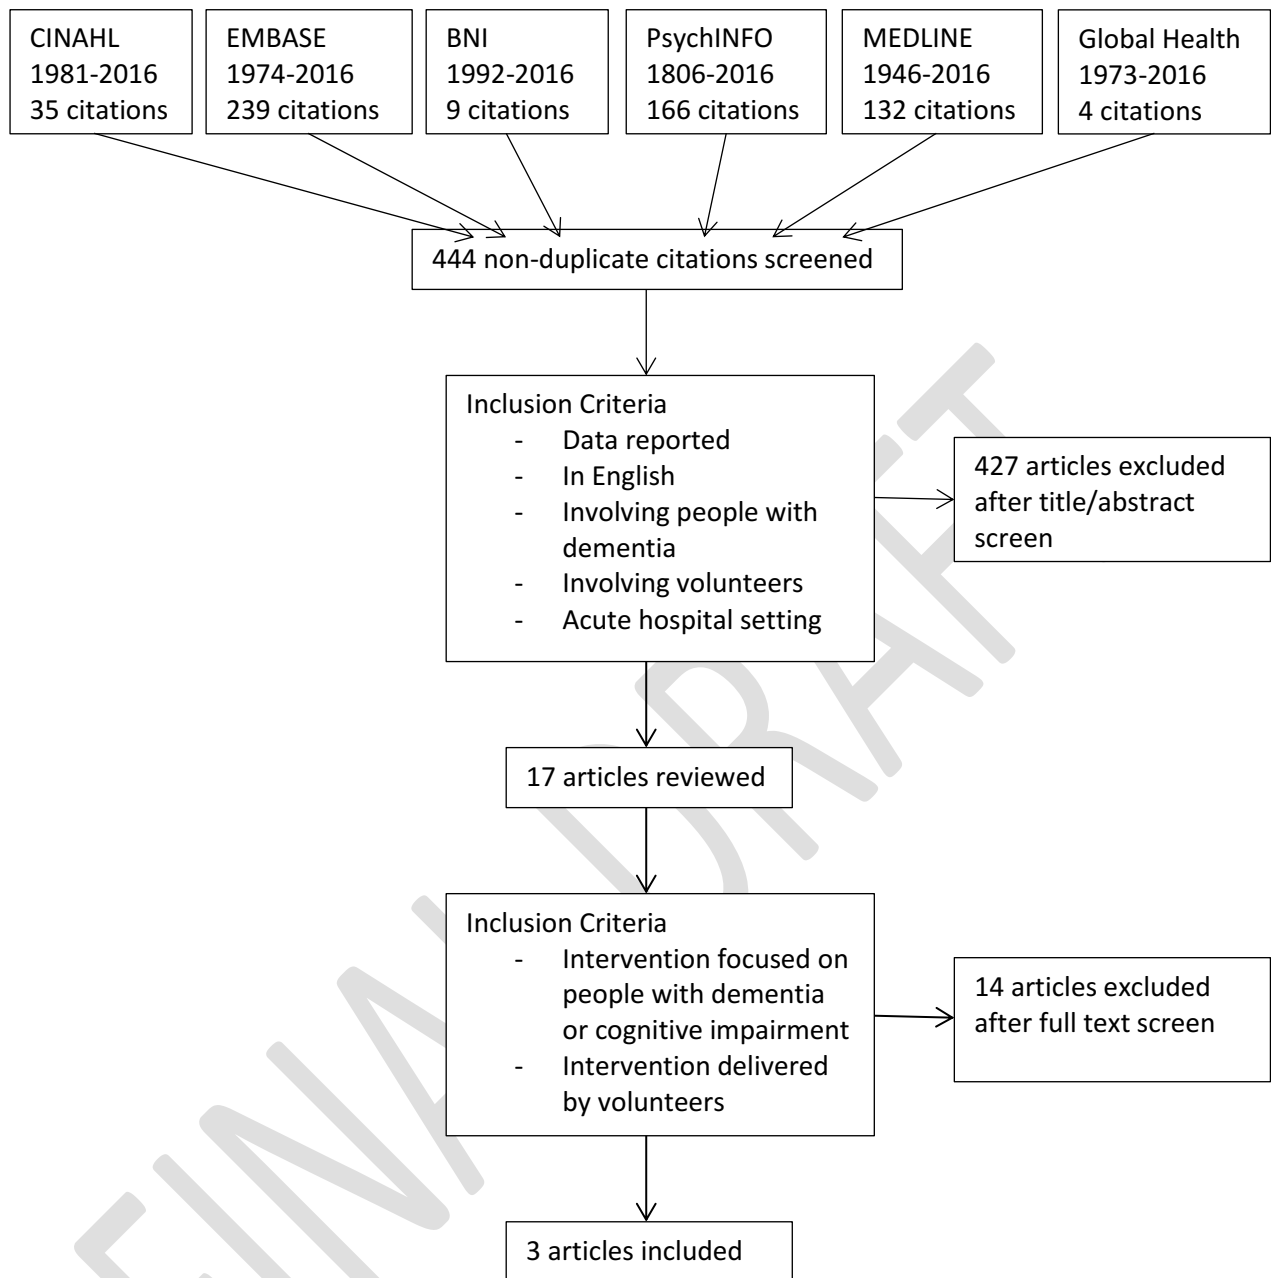 CINAHL
1981-2016
35 citations
EMBASE
1974-2016
239 citations
BNI
1992-2016
9 citations
PsychINFO
1806-2016
166 citations
MEDLINE
1946-2016
132 citations
Global Health
1973-2016
4 citations
444 non-duplicate citations screened
Inclusion Criteria
- Data reported
- In English
- Involving people with
dementia
- Involving volunteers
- Acute hospital setting
427 articles excluded
after title/abstract
screen
17 articles reviewed
Inclusion Criteria
- Intervention focused on
people with dementia
or cognitive impairment
- Intervention delivered
by volunteers
14 articles excluded
after full text screen
3 articles included
FINAL DRAFT